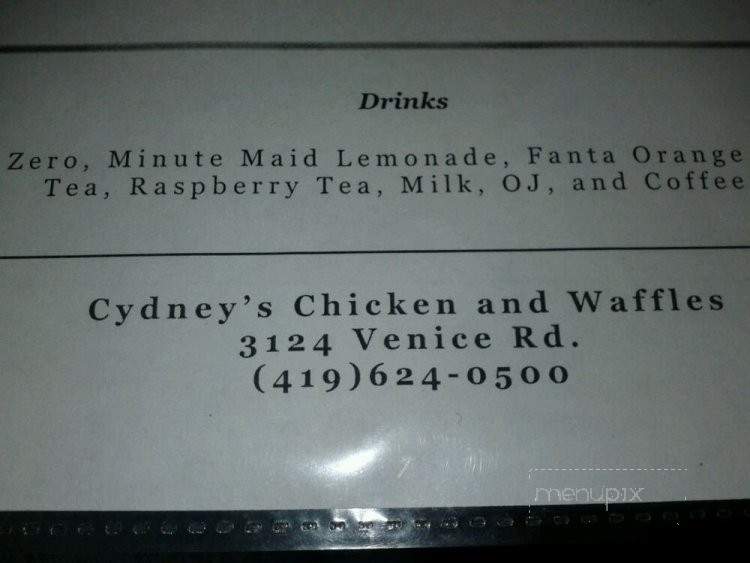 Drinks
Zero, Minute Maid Lemonade, Fanta Orange
Tea, Raspberry Tea, Milk, OJ, and Coffee
Cydney's Chicken and Waffles
3124 Venice Rd.
(419)624-0500
menupix